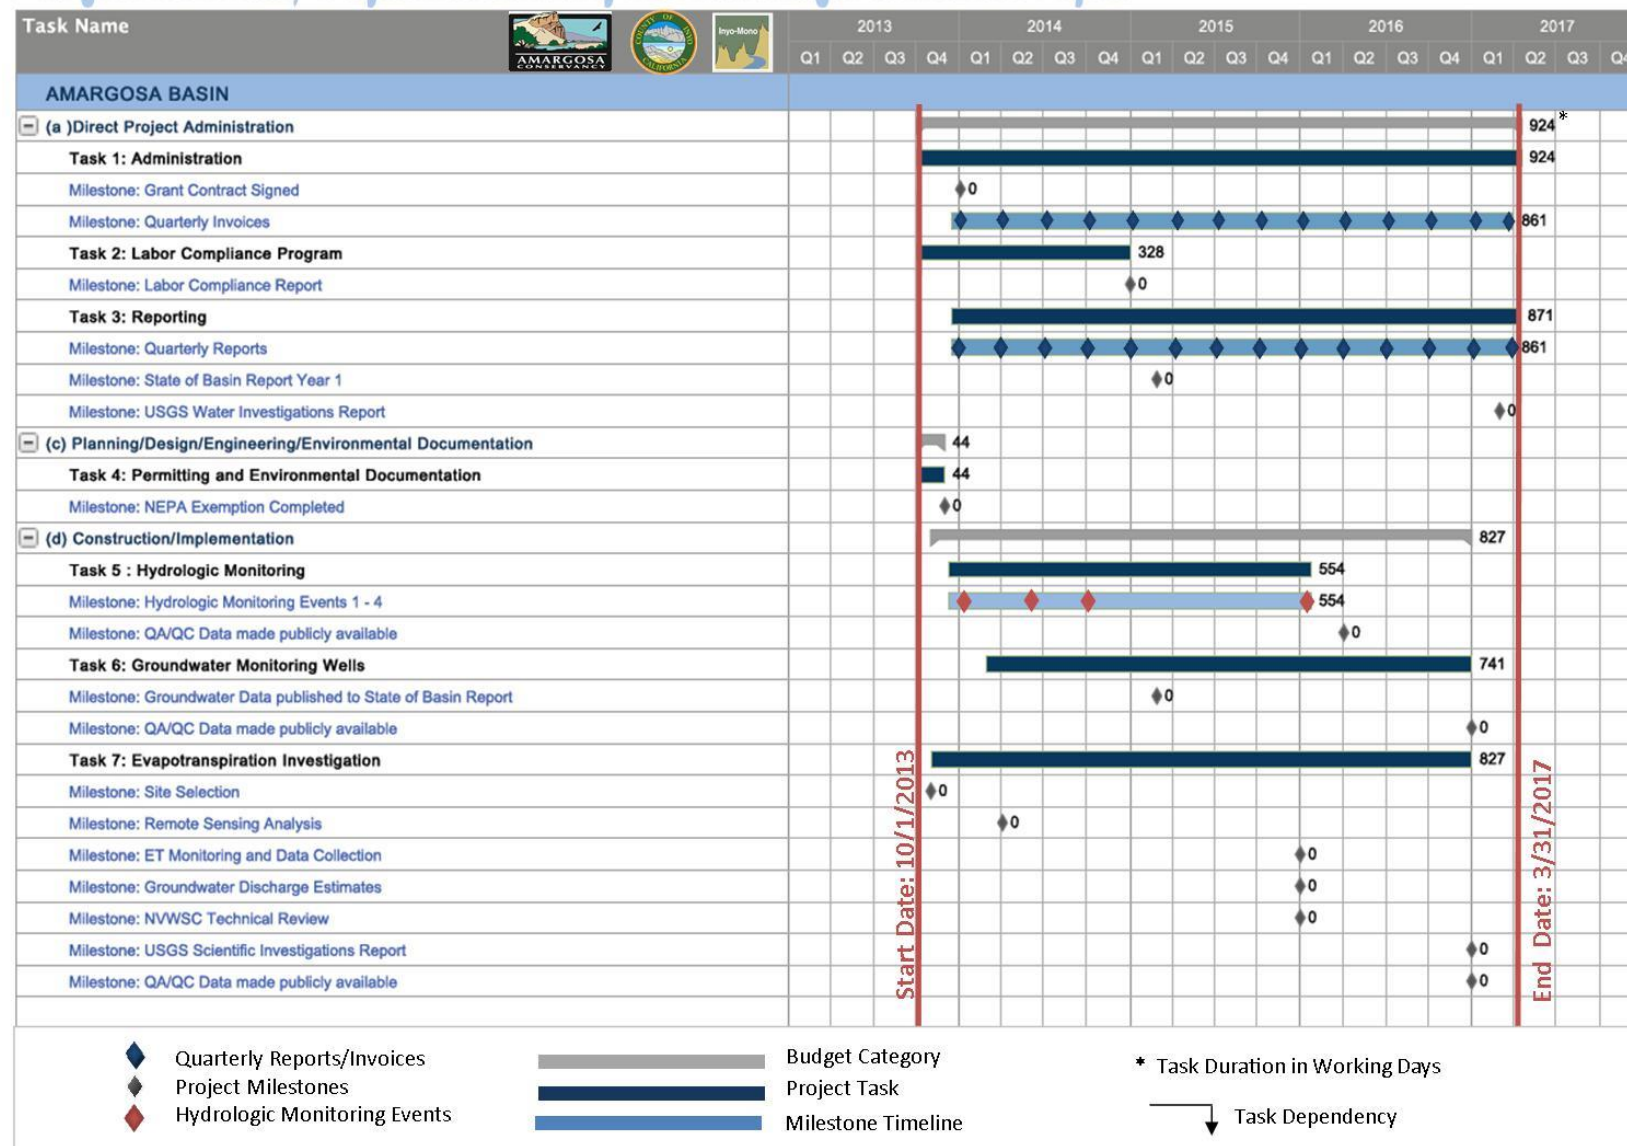 Task Name
AMARGOSA
CONSERVANCY
COUNTY OF INYO
CALIFORNIA
Inyo-Mono
2013 2014 2015 2016 2017
Q1 Q2 Q3 Q4 Q1 Q2 Q3 Q4 Q1 Q2 Q3 Q4 Q1 Q2 Q3 Q4 Q1 Q2 Q3 Q4
AMARGOSA BASIN
(a )Direct Project Administration 924*
Task 1: Administration 924
Milestone: Grant Contract Signed 0
Milestone: Quarterly Invoices 861
Task 2: Labor Compliance Program 328
Milestone: Labor Compliance Report 0
Task 3: Reporting 871
Milestone: Quarterly Reports 861
Milestone: State of Basin Report Year 1 0
Milestone: USGS Water Investigations Report 0
(c) Planning/Design/Engineering/Environmental Documentation 44
Task 4: Permitting and Environmental Documentation 44
Milestone: NEPA Exemption Completed 0
(d) Construction/Implementation 827
Task 5 : Hydrologic Monitoring 554
Milestone: Hydrologic Monitoring Events 1 - 4 554
Milestone: QA/QC Data made publicly available 0
Task 6: Groundwater Monitoring Wells 741
Milestone: Groundwater Data published to State of Basin Report 0
Milestone: QA/QC Data made publicly available 0
Task 7: Evapotranspiration Investigation 827
Milestone: Site Selection 0
Milestone: Remote Sensing Analysis 0
Milestone: ET Monitoring and Data Collection 0
Milestone: Groundwater Discharge Estimates 0
Milestone: NVWSC Technical Review 0
Milestone: USGS Scientific Investigations Report 0
Milestone: QA/QC Data made publicly available 0
Start Date: 10/1/2013
End Date: 3/31/2017
Quarterly Reports/Invoices
Project Milestones
Hydrologic Monitoring Events
Budget Category
Project Task
Milestone Timeline
* Task Duration in Working Days
Task Dependency